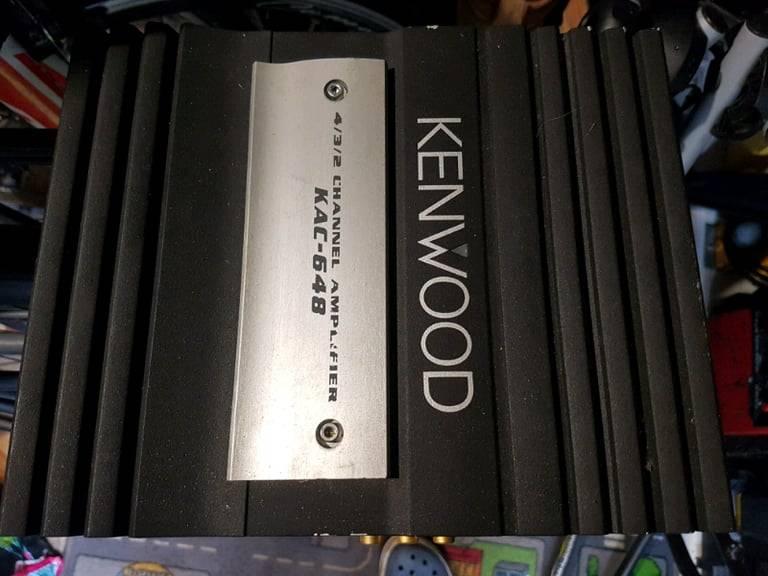 KENWOOD
4/3/2 CHANNEL AMPLIFIER
KAC-648